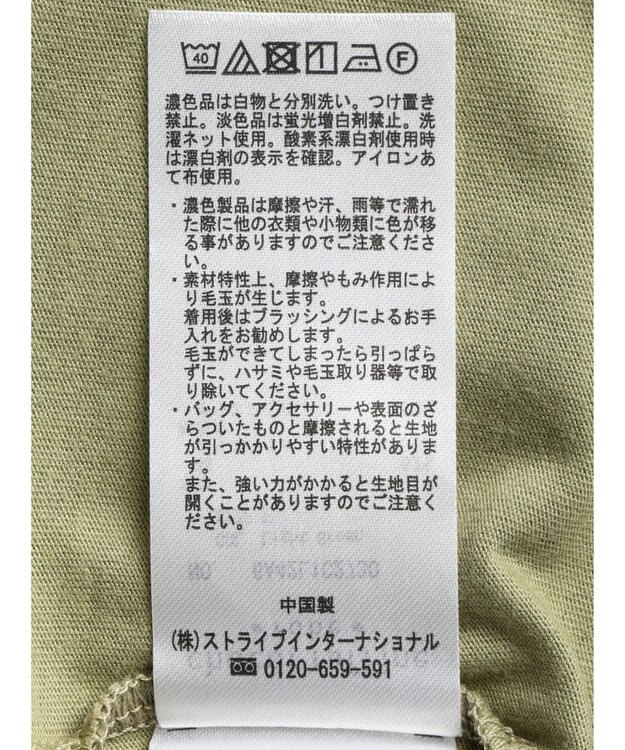 40 F
濃色品は白物と分別洗い。つけ置き
禁止。淡色品は蛍光増白剤禁止。洗
濯ネット使用。酸素系漂白剤使用時
は漂白剤の表示を確認。アイロンあ
て布使用。
・濃色製品は摩擦や汗、雨等で濡れ
た際に他の衣類や小物類に色が移
る事がありますのでご注意くださ
い。
・素材特性上、摩擦やもみ作用によ
り毛玉が生じます。
着用後はブラッシングによるお手
入れをお勧めします。
毛玉ができてしまったら引っぱら
ずに、ハサミや毛玉取り器等で取
り除いてください。
・バッグ、アクセサリーや表面のざ
らついたものと摩擦されると生地
が引っかかりやすい特性がありま
す。
また、強い力がかかると生地目が
開くことがありますのでご注意く
ださい。
中国製
(株)ストライプインターナショナル
0120-659-591